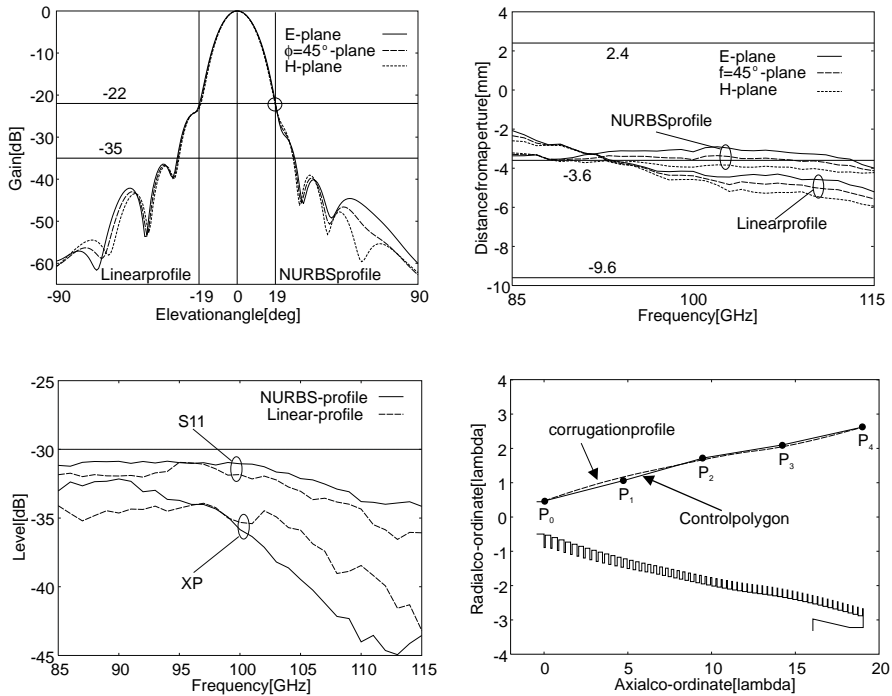 0
-10
-20
-30
-40
-50
-60
Gain[dB]
E-plane
ϕ=45°-plane
H-plane
-22
-35
Linearprofile
NURBSprofile
-90
-19
0
19
90
Elevationangle[deg]
4
2
0
-2
-4
-6
-8
-10
Distancefromaperture[mm]
2.4
E-plane
f=45°-plane
H-plane
NURBSprofile
-3.6
Linearprofile
-9.6
85
100
115
Frequency[GHz]
-25
-30
-35
-40
-45
Level[dB]
NURBS-profile
Linear-profile
S11
XP
85
90
95
100
105
110
115
Frequency[GHz]
4
3
2
1
0
-1
-2
-3
-4
Radialco-ordinate[lambda]
corrugationprofile
P0
P1
P2
P3
P4
Controlpolygon
0
5
10
15
20
Axialco-ordinate[lambda]